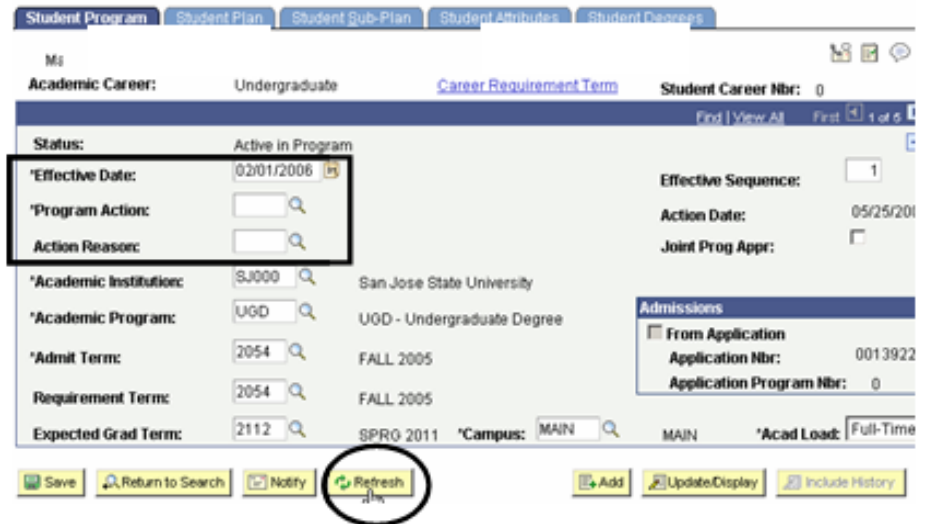 Student Program Student Plan Student Sub-Plan Student Attributes Student Degrees
Academic Career: Undergraduate Career Requirement Term Student Career Nbr: 0
Find | View All First 1 of 6
Status: Active in Program
*Effective Date: 02/01/2006 Effective Sequence: 1
*Program Action: Action Date: 05/25/200
Action Reason: Joint Prog Appr:
*Academic Institution: SJ000 San Jose State University
*Academic Program: UGD UGD - Undergraduate Degree Admissions
From Application
*Admit Term: 2054 FALL 2005 Application Nbr: 0013922
Application Program Nbr: 0
Requirement Term: 2054 FALL 2005
Expected Grad Term: 2112 SPRG 2011 *Campus: MAIN MAIN *Acad Load: Full-Time
Save Return to Search Notify Refresh Add Update/Display Include History